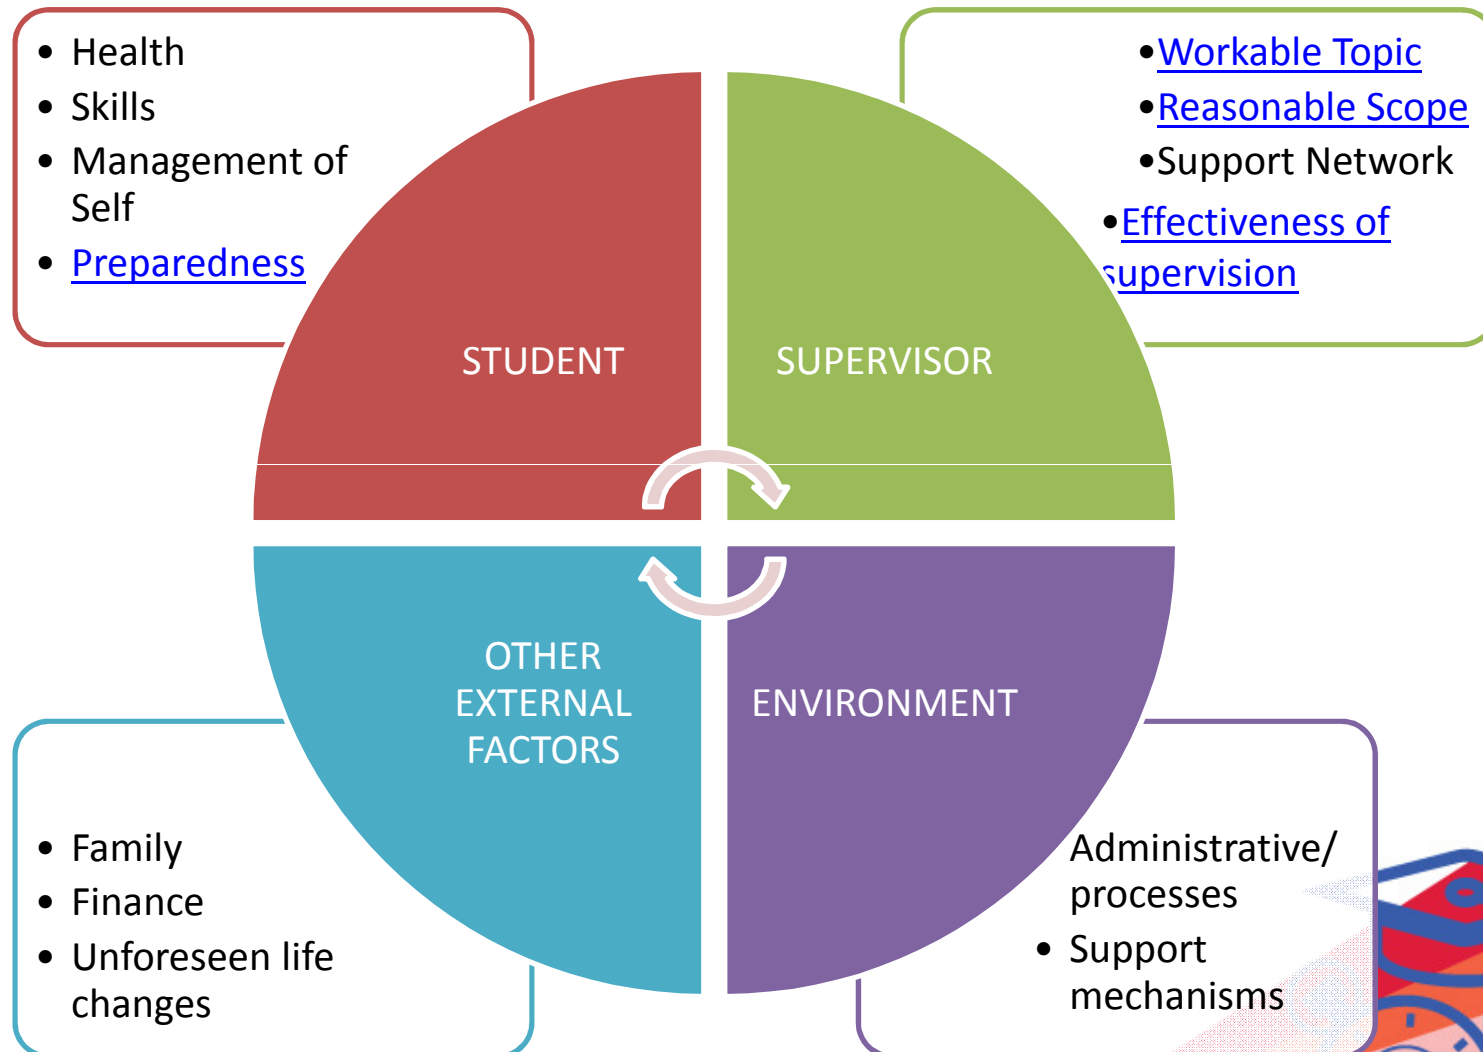 • Health
• Skills
• Management of
Self
• Preparedness
•Workable Topic
•Reasonable Scope
•Support Network
•Effectiveness of
supervision
STUDENT
SUPERVISOR
OTHER
EXTERNAL
FACTORS
ENVIRONMENT
• Family
• Finance
• Unforeseen life
changes
Administrative/
processes
• Support
mechanisms